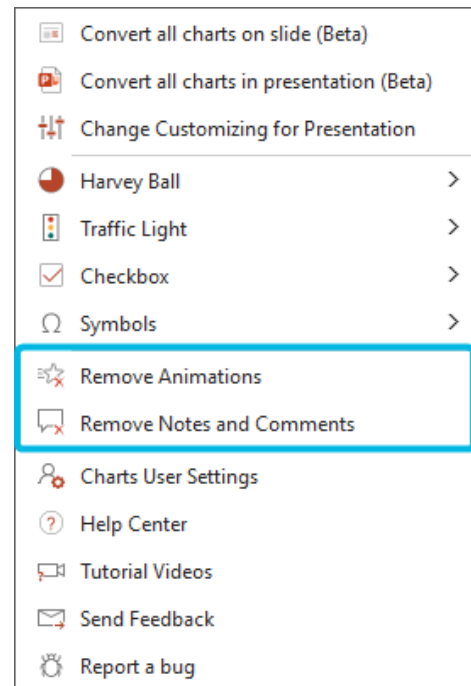 Convert all charts on slide (Beta)
Convert all charts in presentation (Beta)
Change Customizing for Presentation
Harvey Ball
Traffic Light
Checkbox
Symbols
Remove Animations
Remove Notes and Comments
Charts User Settings
Help Center
Tutorial Videos
Send Feedback
Report a bug